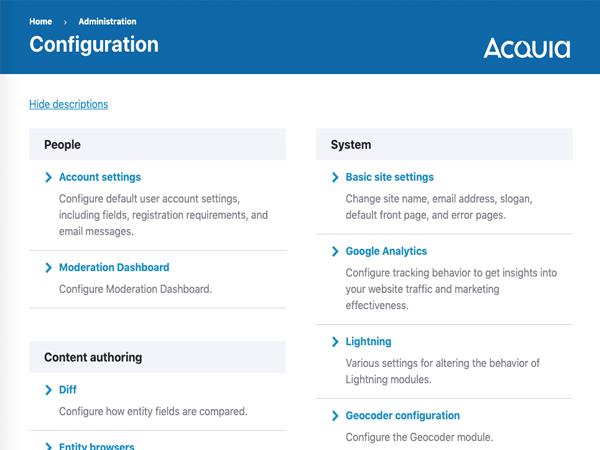 Home › Administration
Configuration
Acquia
Hide descriptions
People
Account settings
Configure default user account settings,
including fields, registration requirements, and
email messages.
Moderation Dashboard
Configure Moderation Dashboard.
Content authoring
Diff
Configure how entity fields are compared.
Entity browsers
System
Basic site settings
Change site name, email address, slogan,
default front page, and error pages.
Google Analytics
Configure tracking behavior to get insights into
your website traffic and marketing
effectiveness.
Lightning
Various settings for altering the behavior of
Lightning modules.
Geocoder configuration
Configure the Geocoder module.